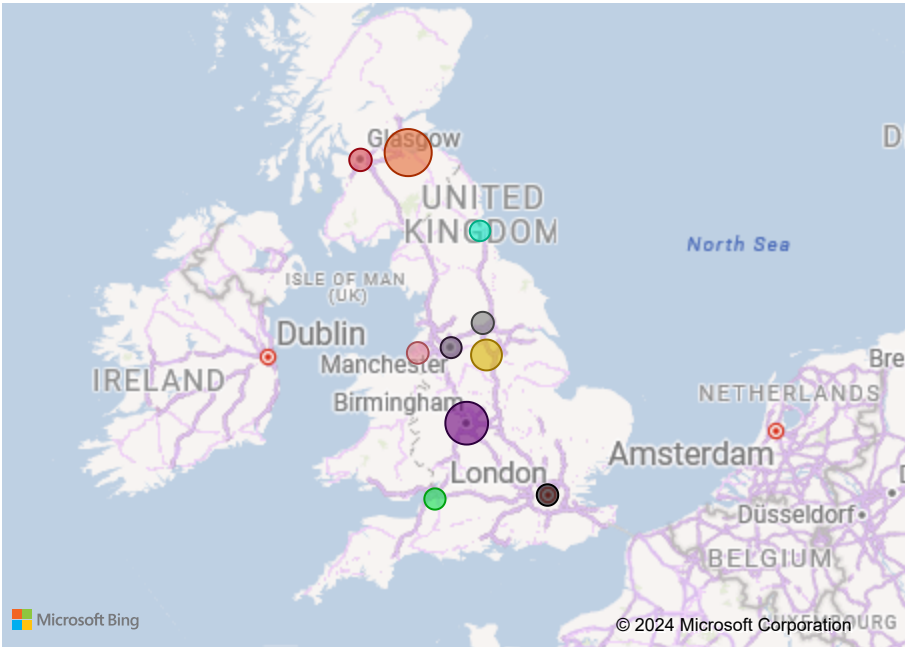 Glasgow
D
UNITED
KINGDOM
North Sea
ISLE OF MAN
(UK)
Dublin
Manchester
Bre
IRELAND
NETHERLANDS
Birmingham
London
Amsterdam
D
Düsseldorf
BELGIUM
Microsoft Bing
© 2024 Microsoft Corporation